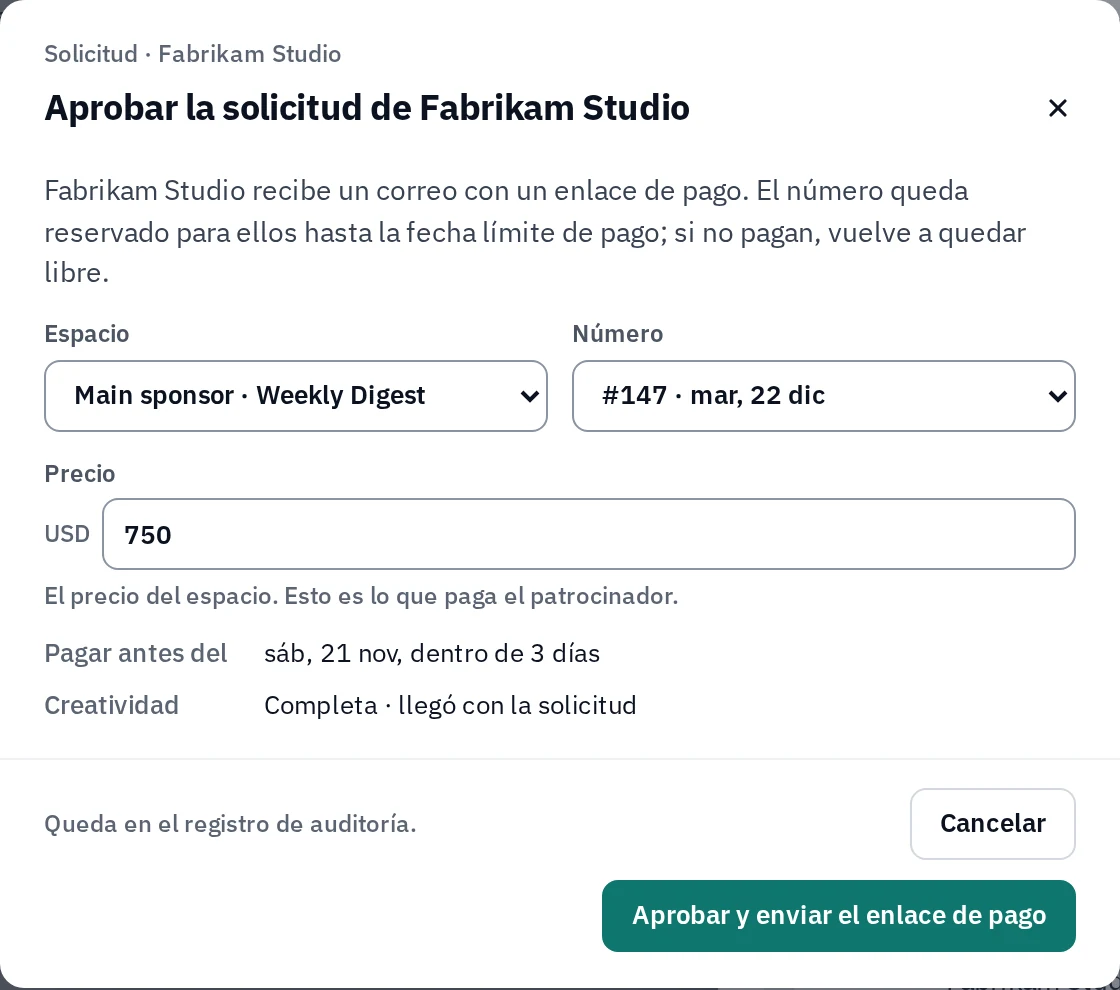 Solicitud · Fabrikam Studio
Aprobar la solicitud de Fabrikam Studio
Fabrikam Studio recibe un correo con un enlace de pago. El número queda
reservado para ellos hasta la fecha límite de pago; si no pagan, vuelve a quedar
libre.
Espacio
Número
Main sponsor · Weekly Digest
#147 · mar, 22 dic
Precio
USD 750
El precio del espacio. Esto es lo que paga el patrocinador.
Pagar antes del sáb, 21 nov, dentro de 3 días
Creatividad Completa · llegó con la solicitud
Queda en el registro de auditoría.
Cancelar
Aprobar y enviar el enlace de pago